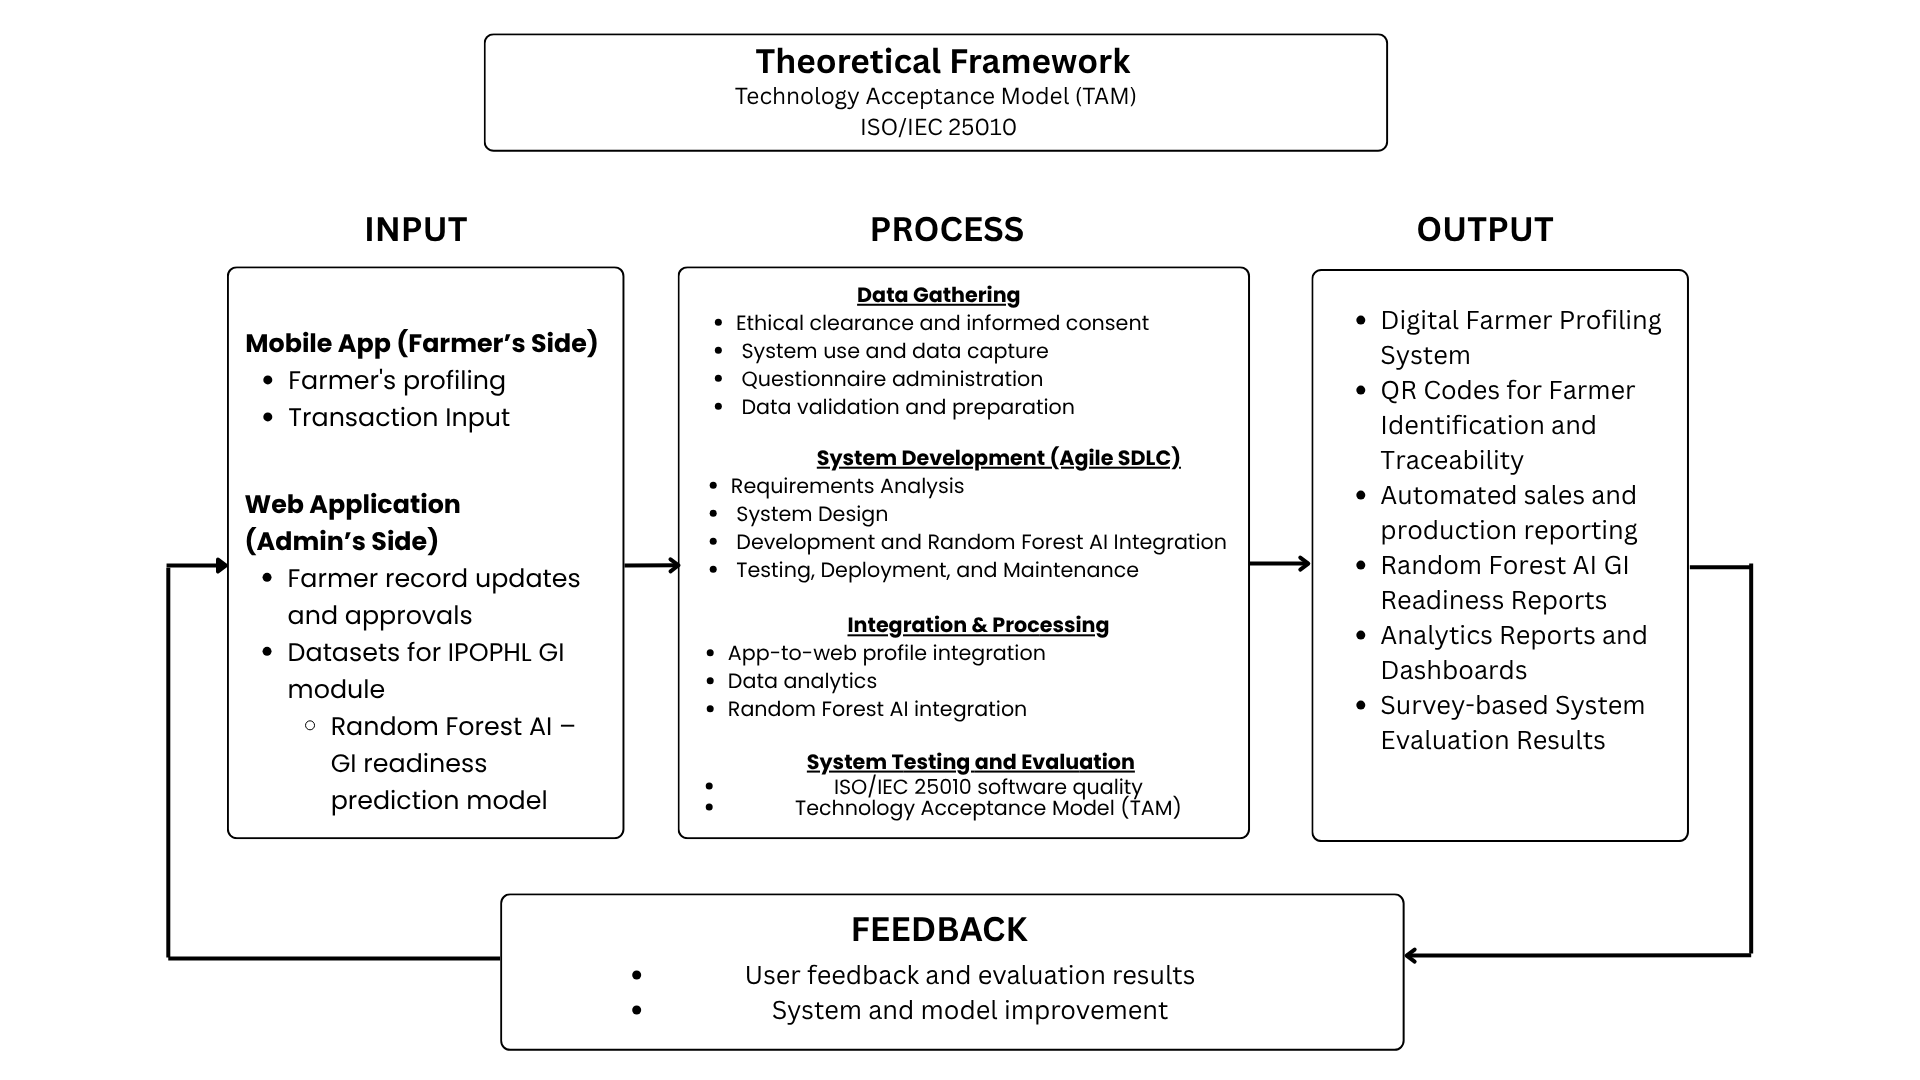 Theoretical Framework
Technology Acceptance Model (TAM)
ISO/IEC 25010
INPUT
Mobile App (Farmer’s Side)
• Farmer's profiling
• Transaction Input
Web Application
(Admin’s Side)
• Farmer record updates
and approvals
• Datasets for IPOPHL GI
module
○ Random Forest AI –
GI readiness
prediction model
PROCESS
Data Gathering
• Ethical clearance and informed consent
• System use and data capture
• Questionnaire administration
• Data validation and preparation
System Development (Agile SDLC)
• Requirements Analysis
• System Design
• Development and Random Forest AI Integration
• Testing, Deployment, and Maintenance
Integration & Processing
• App-to-web profile integration
• Data analytics
• Random Forest AI integration
System Testing and Evaluation
• ISO/IEC 25010 software quality
• Technology Acceptance Model (TAM)
OUTPUT
• Digital Farmer Profiling
System
• QR Codes for Farmer
Identification and
Traceability
• Automated sales and
production reporting
• Random Forest AI GI
Readiness Reports
• Analytics Reports and
Dashboards
• Survey-based System
Evaluation Results
FEEDBACK
• User feedback and evaluation results
• System and model improvement